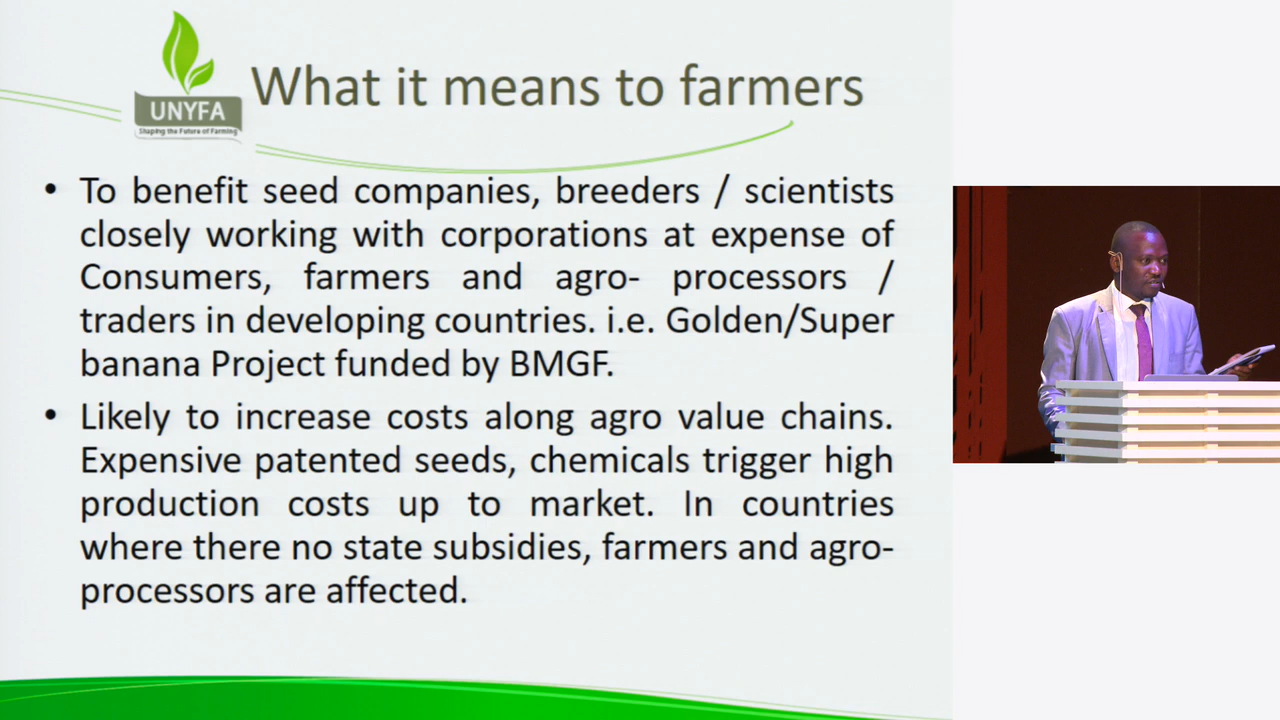 UNYFA
Shaping the Future of Farming
What it means to farmers
• To benefit seed companies, breeders / scientists
closely working with corporations at expense of
Consumers, farmers and agro- processors /
traders in developing countries. i.e. Golden/Super
banana Project funded by BMGF.
• Likely to increase costs along agro value chains.
Expensive patented seeds, chemicals trigger high
production costs up to market. In countries
where there no state subsidies, farmers and agro-
processors are affected.